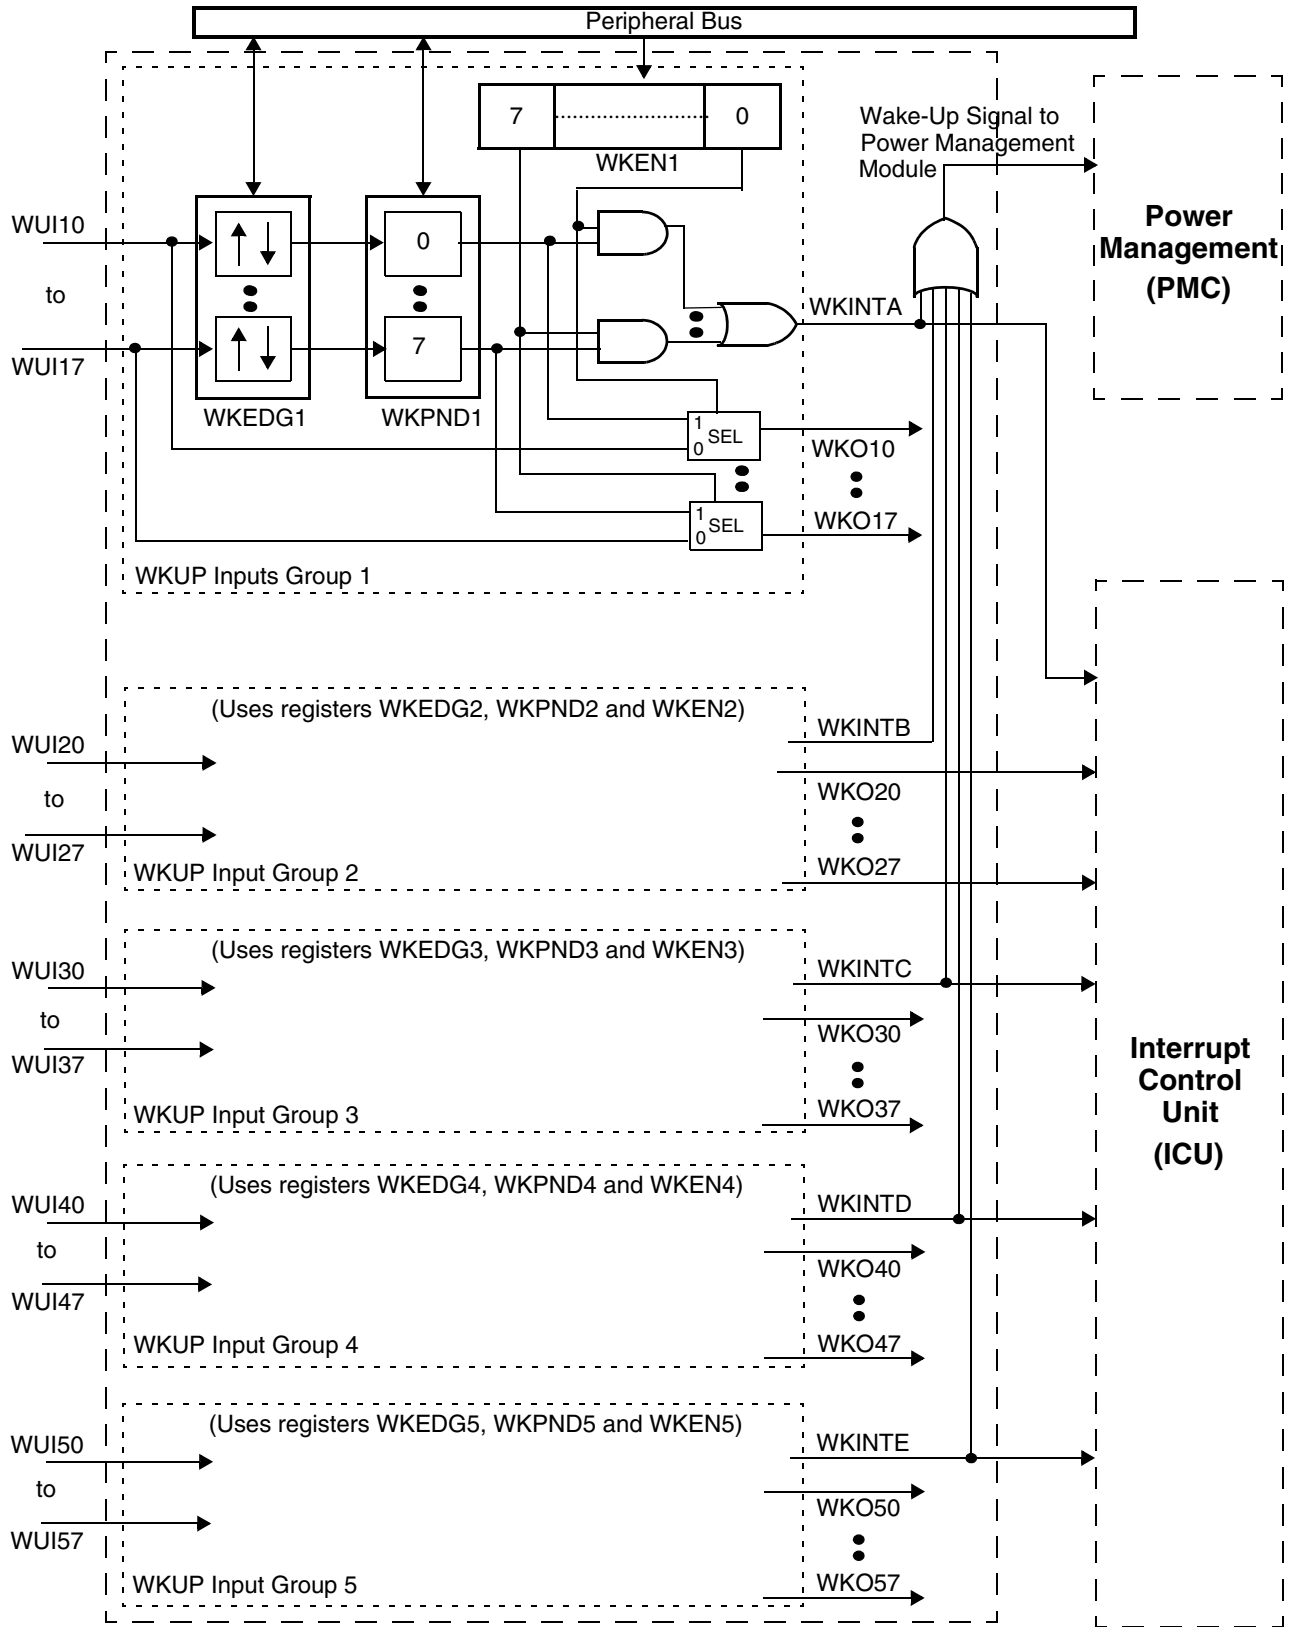 Peripheral Bus
7
0
WKEN1
Wake-Up Signal to
Power Management
Module
Power
Management
(PMC)
WUI10
to
WUI17
0
7
WKEDG1
WKPND1
WKINTA
1
0
SEL
WKO10
1
0
SEL
WKO17
WKUP Inputs Group 1
(Uses registers WKEDG2, WKPND2 and WKEN2)
WUI20
to
WUI27
WKINTB
WKO20
WKO27
WKUP Input Group 2
(Uses registers WKEDG3, WKPND3 and WKEN3)
WUI30
to
WUI37
WKINTC
WKO30
WKO37
WKUP Input Group 3
Interrupt
Control
Unit
(ICU)
(Uses registers WKEDG4, WKPND4 and WKEN4)
WUI40
to
WUI47
WKINTD
WKO40
WKO47
WKUP Input Group 4
(Uses registers WKEDG5, WKPND5 and WKEN5)
WUI50
to
WUI57
WKINTE
WKO50
WKO57
WKUP Input Group 5